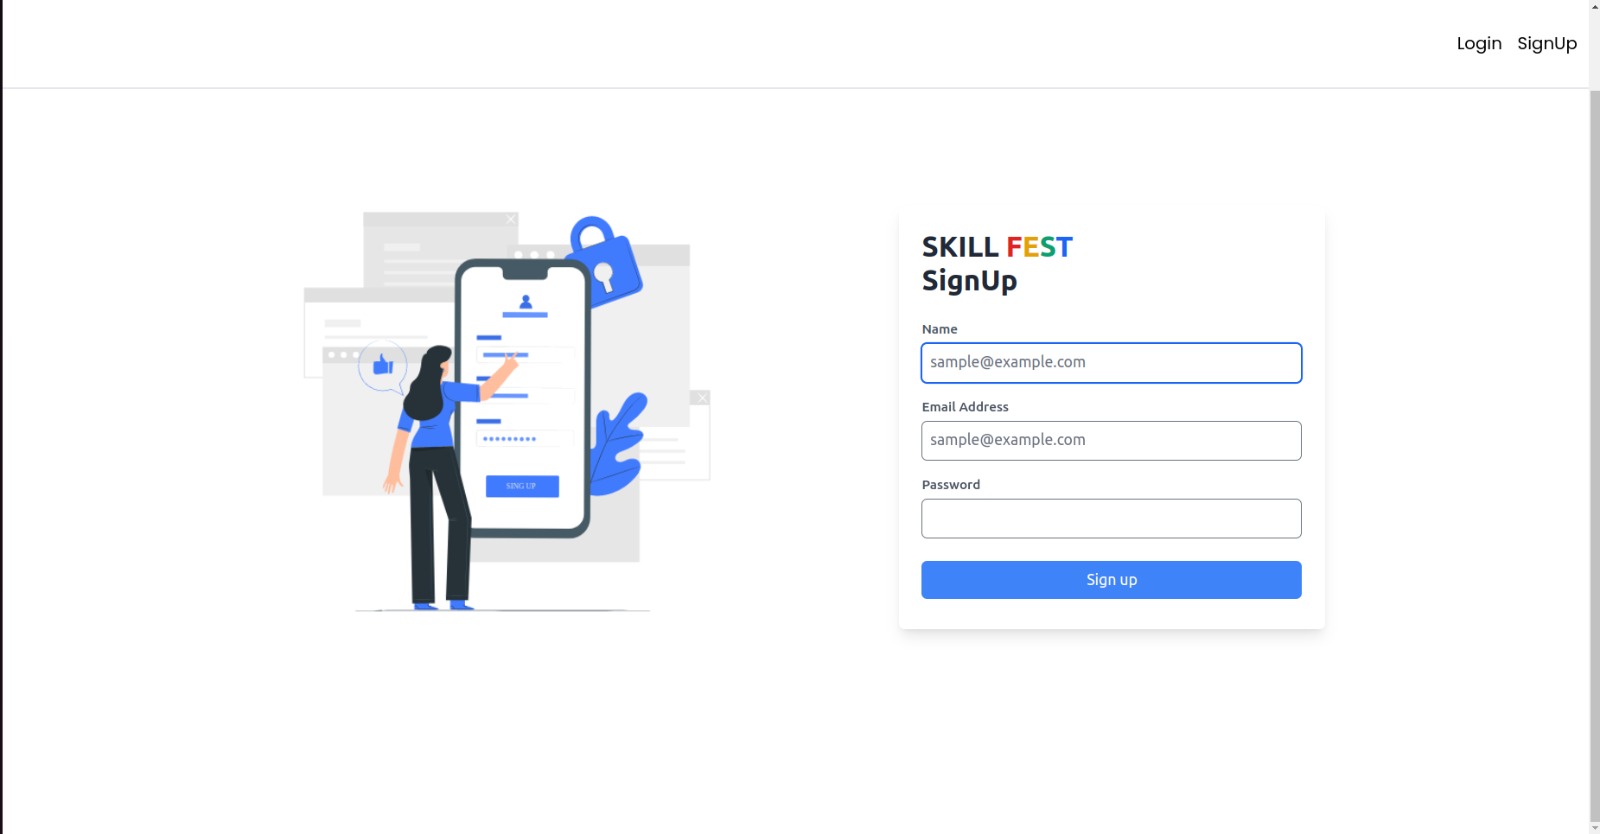 Login SignUp
SING UP
SKILL FEST
SignUp
Name
sample@example.com
Email Address
sample@example.com
Password
Sign up